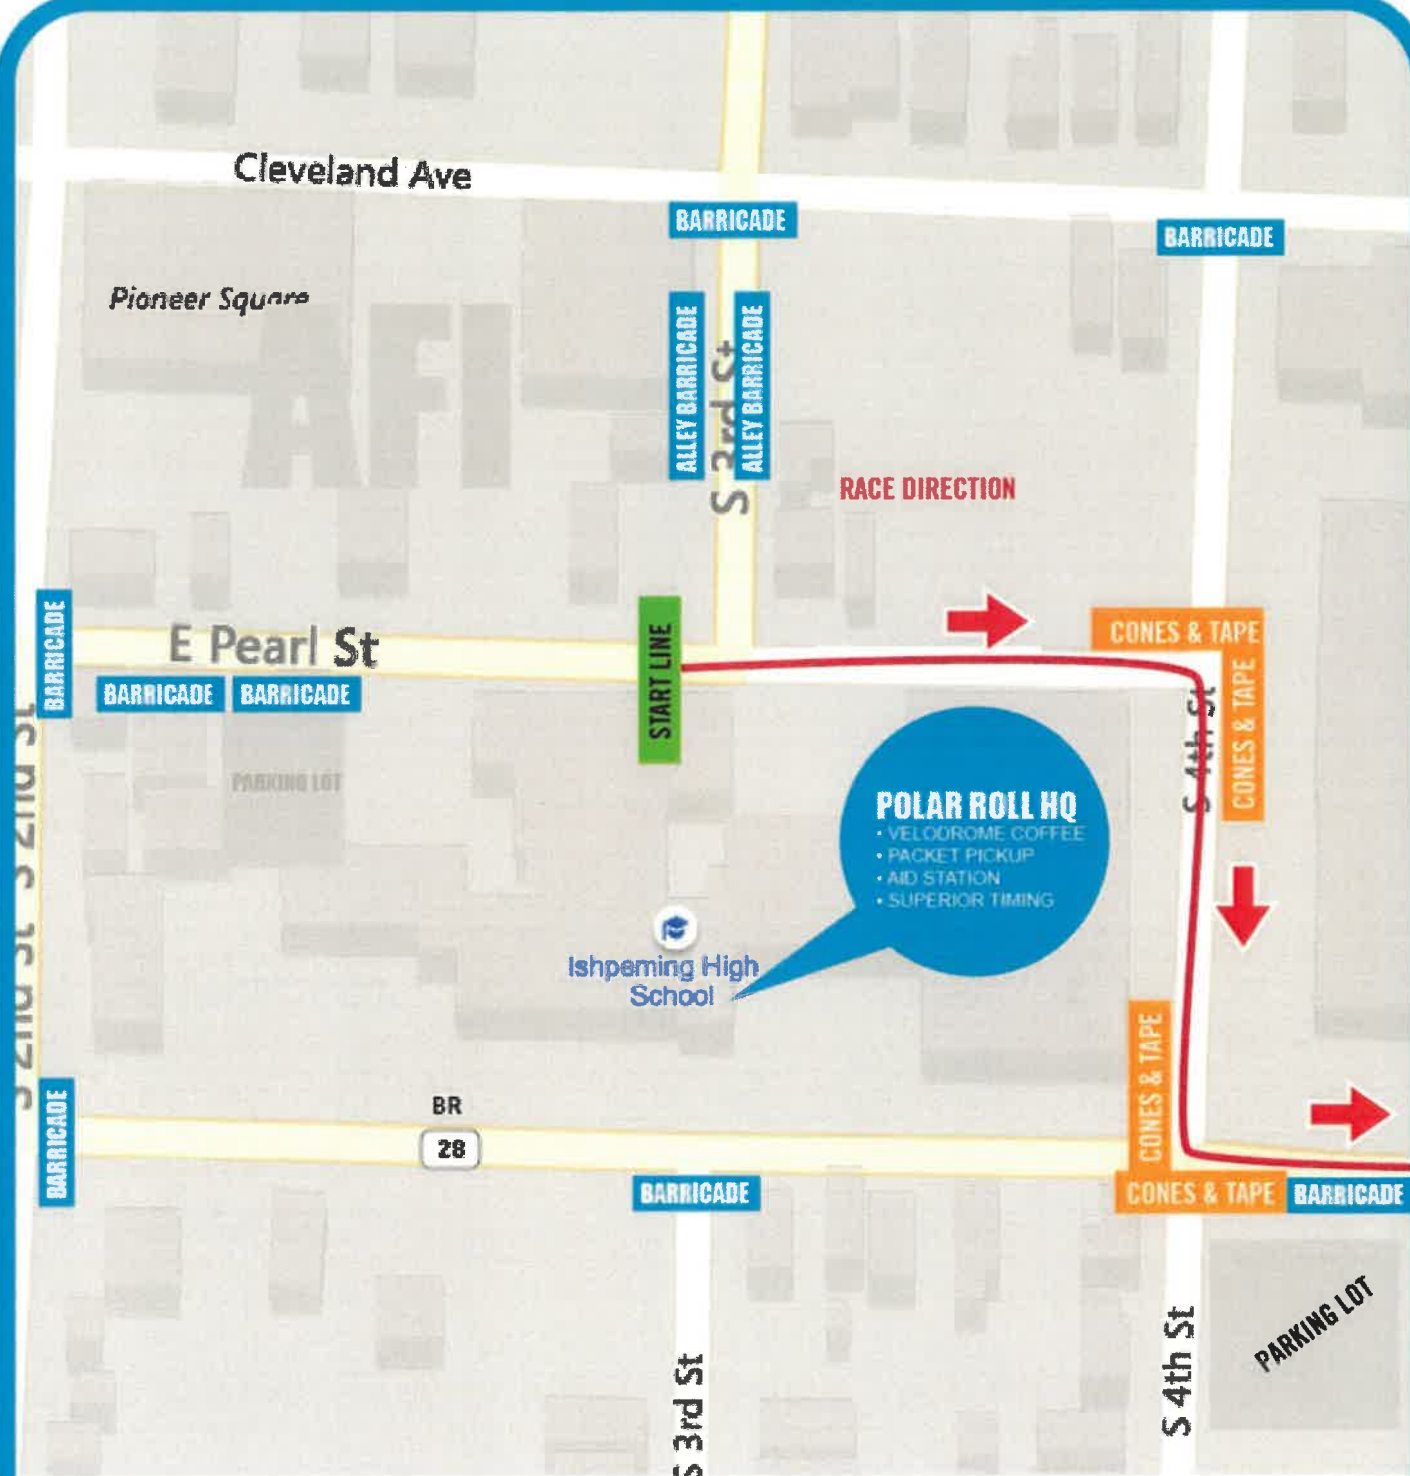 Cleveland Ave
BARRICADE
BARRICADE
Pioneer Square
AFI
ALLEY BARRICADE
S 3rd St
ALLEY BARRICADE
RACE DIRECTION
BARRICADE
E Pearl St
BARRICADE
BARRICADE
START LINE
CONES & TAPE
CONES & TAPE
S 4th St
S 2nd St
PARKING LOT
POLAR ROLL HQ
• VELODROME COFFEE
• PACKET PICKUP
• AID STATION
• SUPERIOR TIMING
Ishpeming High
School
S 2nd St
BARRICADE
BR
28
CONES & TAPE
BARRICADE
CONES & TAPE
BARRICADE
S 3rd St
S 4th St
PARKING LOT